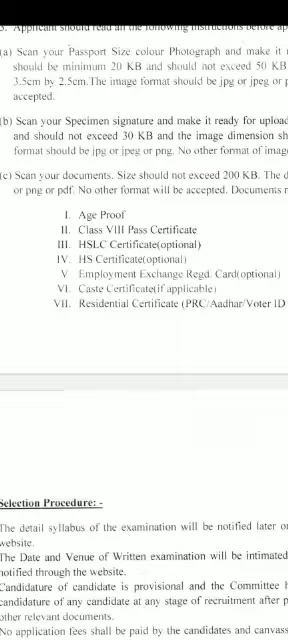 5. Applicant should read all the following instructions before ap
(a) Scan your Passport Size colour Photograph and make it
should be minimum 20 KB and should not exceed 50 KB.
3.5cm by 2.5cm.The image format should be jpg or jpeg or p
accepted.
(b) Scan your Specimen signature and make it ready for upload
and should not exceed 30 KB and the image dimension sh
format should be jpg or jpeg or png. No other format of imag
(c) Scan your documents. Size should not exceed 200 KB. The d
or png or pdf. No other format will be accepted. Documents
I. Age Proof
II. Class VIII Pass Certificate
III. HSLC Certificate(optional)
IV. HS Certificate(optional)
V Employment Exchange Regd. Card(optional)
VI. Caste Certificate(if applicable)
VII. Residential Certificate (PRC/Aadhar/Voter ID
Selection Procedure: -
The detail syllabus of the examination will be notified later on
website.
The Date and Venue of Written examination will be intimated
notified through the website.
Candidature of candidate is provisional and the Committee h
candidature of any candidate at any stage of recruitment after p
other relevant documents.
No application fees shall be paid by the candidates and canvass